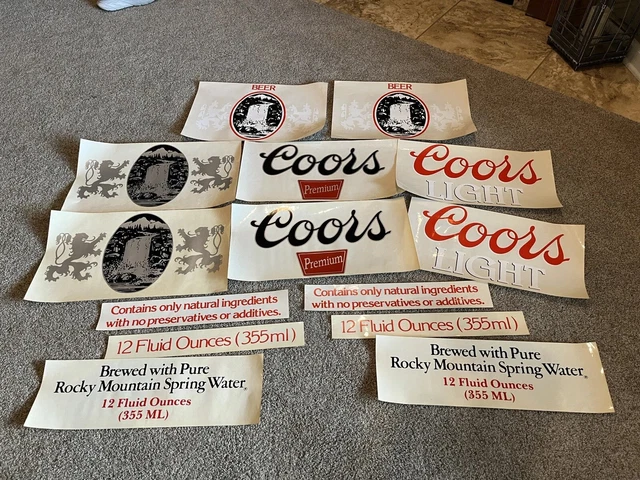 BEER
BEER
Coors
Premium
Coors
LIGHT
Coors
Premium
Coors
LIGHT
Contains only natural ingredients
with no preservatives or additives.
Contains only natural ingredients
with no preservatives or additives.
12 Fluid Ounces (355ml)
12 Fluid Ounces (355ml)
Brewed with Pure
Rocky Mountain Spring Water®
12 Fluid Ounces
(355 ML)
Brewed with Pure
Rocky Mountain Spring Water®
12 Fluid Ounces
(355 ML)